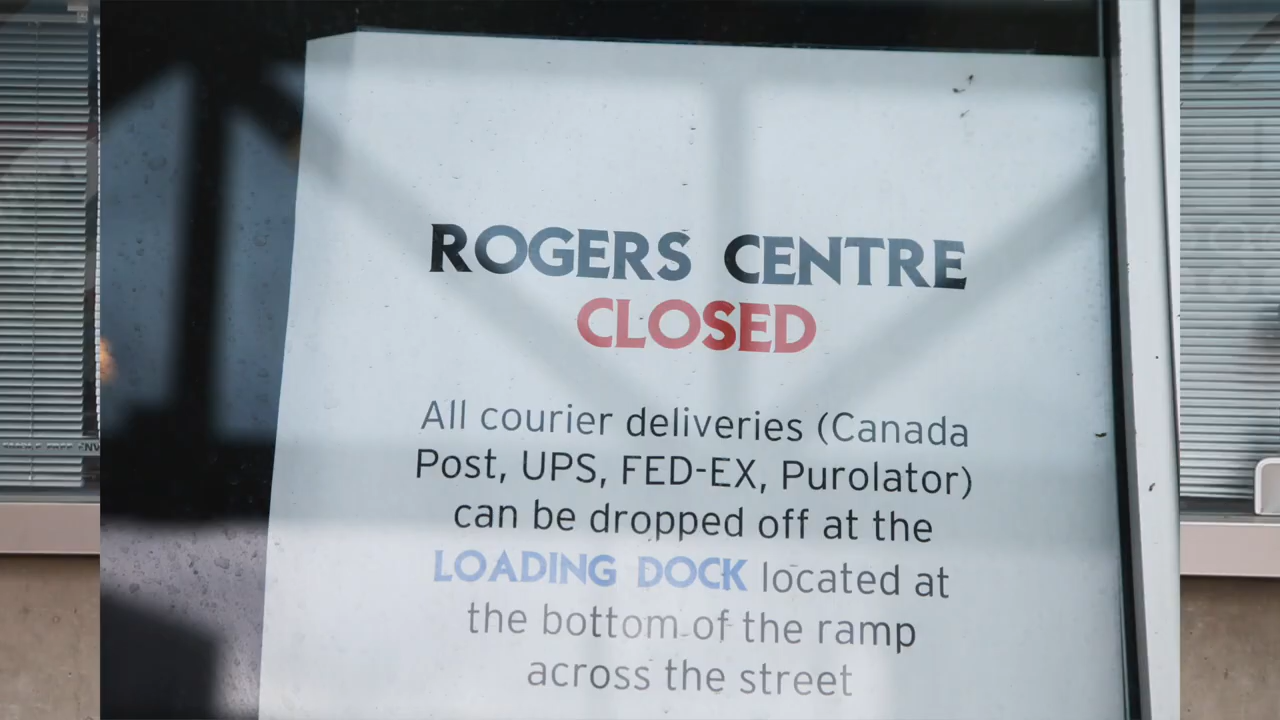 ROGERS CENTRE
CLOSED
All courier deliveries (Canada
Post, UPS, FED-EX, Purolator)
can be dropped off at the
LOADING DOCK located at
the bottom of the ramp
across the street